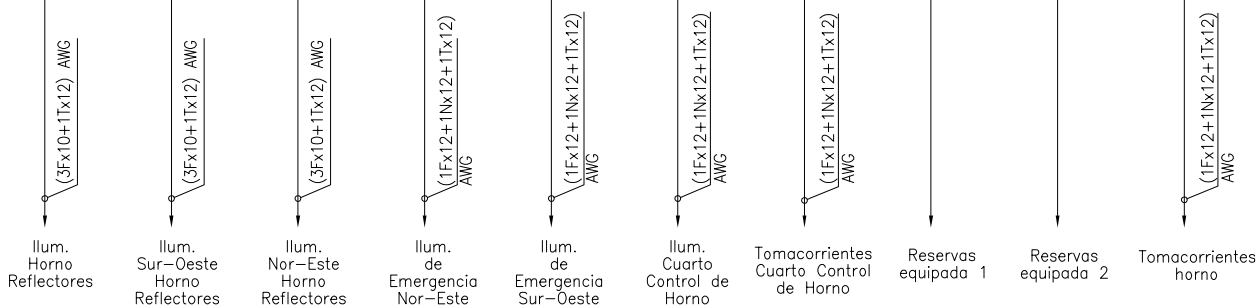 (3Fx10+1Tx12) AWG
(3Fx10+1Tx12) AWG
(3Fx10+1Tx12) AWG
(1Fx12+1Nx12+1Tx12)
AWG
(1Fx12+1Nx12+1Tx12)
AWG
(1Fx12+1Nx12+1Tx12)
AWG
(1Fx12+1Nx12+1Tx12)
AWG
(1Fx12+1Nx12+1Tx12)
AWG
Ilum.
Horno
Reflectores
Ilum.
Sur-Oeste
Horno
Reflectores
Ilum.
Nor-Este
Horno
Reflectores
Ilum.
de
Emergencia
Nor-Este
Ilum.
de
Emergencia
Sur-Oeste
Ilum.
Cuarto
Control de
Horno
Tomacorrientes
Cuarto Control
de Horno
Reservas
equipada 1
Reservas
equipada 2
Tomacorrientes
horno